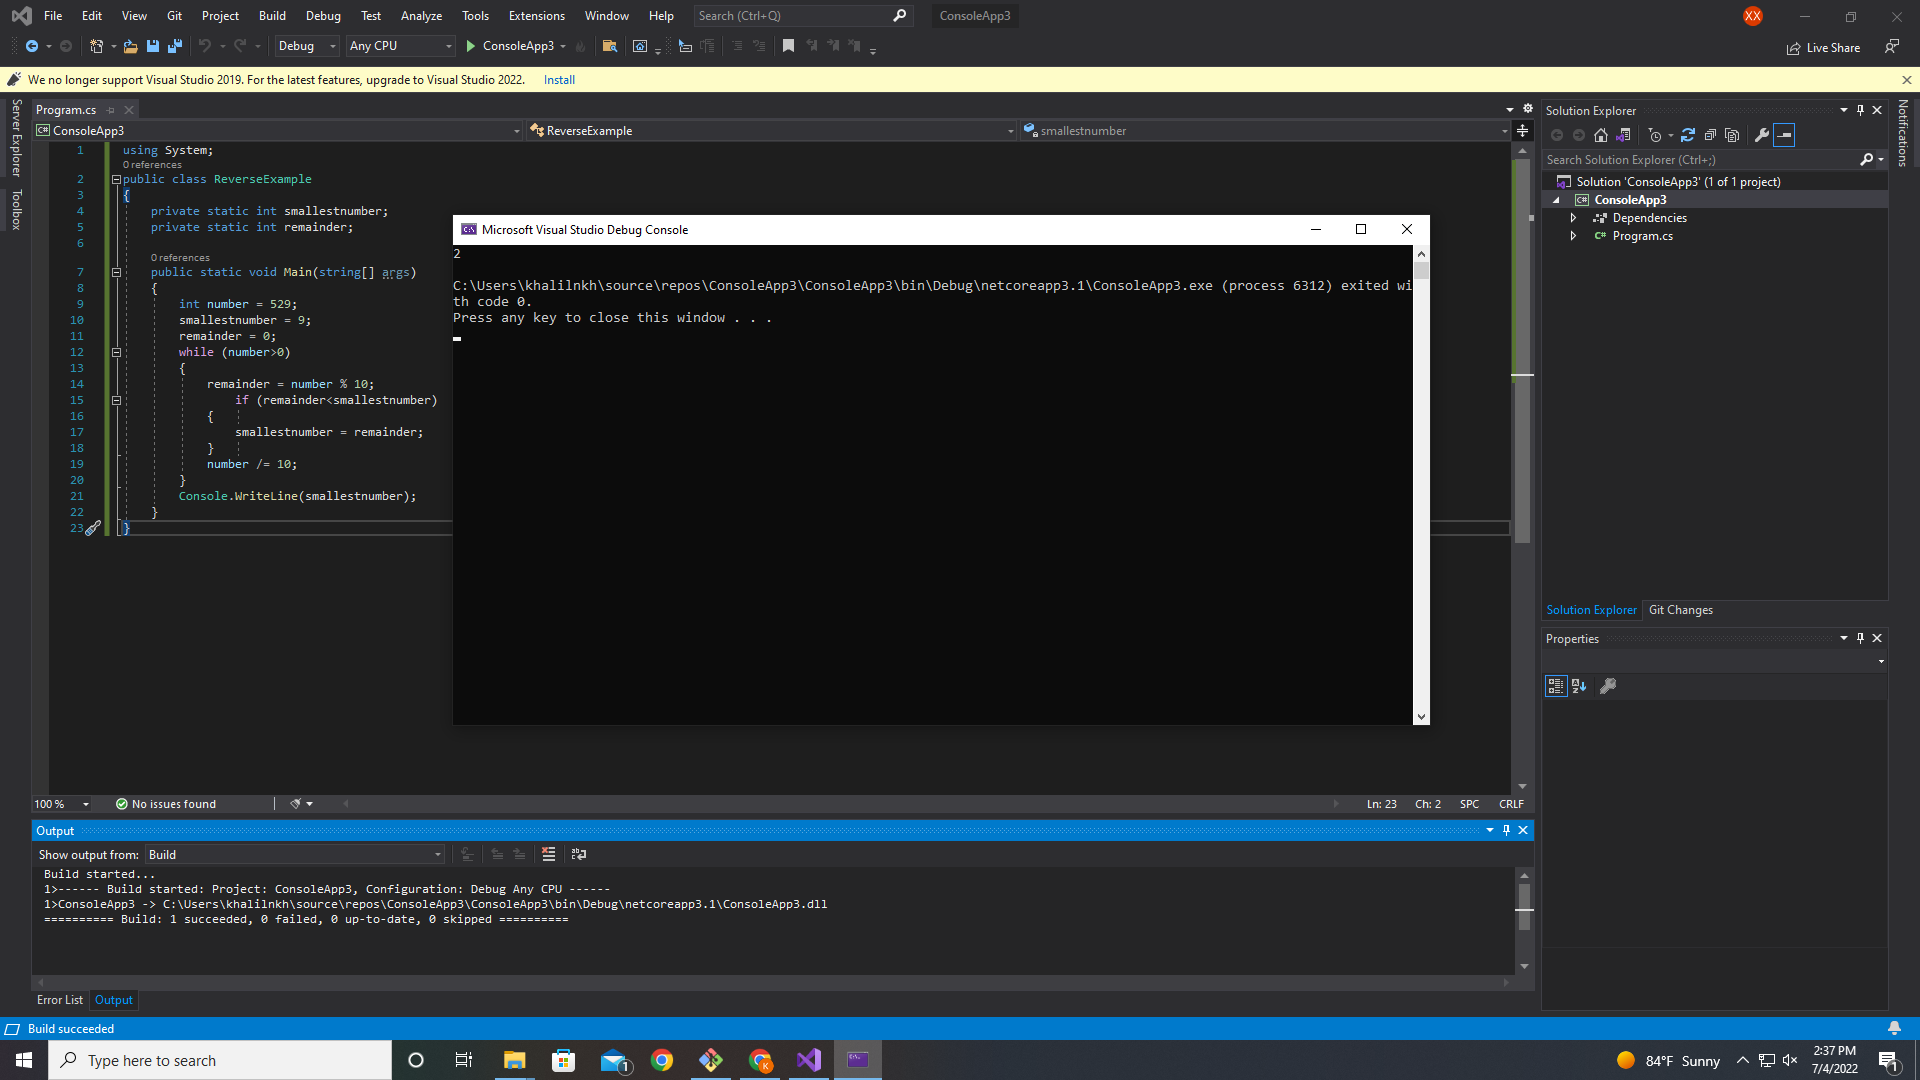 File Edit View Git Project Build Debug Test Analyze Tools Extensions Window Help Search (Ctrl+Q) ConsoleApp3 XX
Debug Any CPU ConsoleApp3 Live Share
We no longer support Visual Studio 2019. For the latest features, upgrade to Visual Studio 2022. Install
Server Explorer
Toolbox
Program.cs
C# ConsoleApp3 ReverseExample smallestnumber
1 using System;
0 references
2 public class ReverseExample
3 {
4 private static int smallestnumber;
5 private static int remainder;
6
0 references
7 public static void Main(string[] args)
8 {
9 int number = 529;
10 smallestnumber = 9;
11 remainder = 0;
12 while (number>0)
13 {
14 remainder = number % 10;
15 if (remainder<smallestnumber)
16 {
17 smallestnumber = remainder;
18 }
19 number /= 10;
20 }
21 Console.WriteLine(smallestnumber);
22 }
23 }
Microsoft Visual Studio Debug Console
2
C:\Users\khalilnkh\source\repos\ConsoleApp3\ConsoleApp3\bin\Debug\netcoreapp3.1\ConsoleApp3.exe (process 6312) exited wi
th code 0.
Press any key to close this window . . .
100 % No issues found Ln: 23 Ch: 2 SPC CRLF
Output
Show output from: Build
Build started...
1>------ Build started: Project: ConsoleApp3, Configuration: Debug Any CPU ------
1>ConsoleApp3 -> C:\Users\khalilnkh\source\repos\ConsoleApp3\ConsoleApp3\bin\Debug\netcoreapp3.1\ConsoleApp3.dll
========== Build: 1 succeeded, 0 failed, 0 up-to-date, 0 skipped ==========
Error List Output
Solution Explorer
Search Solution Explorer (Ctrl+;)
Solution 'ConsoleApp3' (1 of 1 project)
C# ConsoleApp3
Dependencies
C# Program.cs
Solution Explorer Git Changes
Properties
Notifications
Build succeeded
Type here to search
1
K
84°F Sunny
2:37 PM
7/4/2022
1